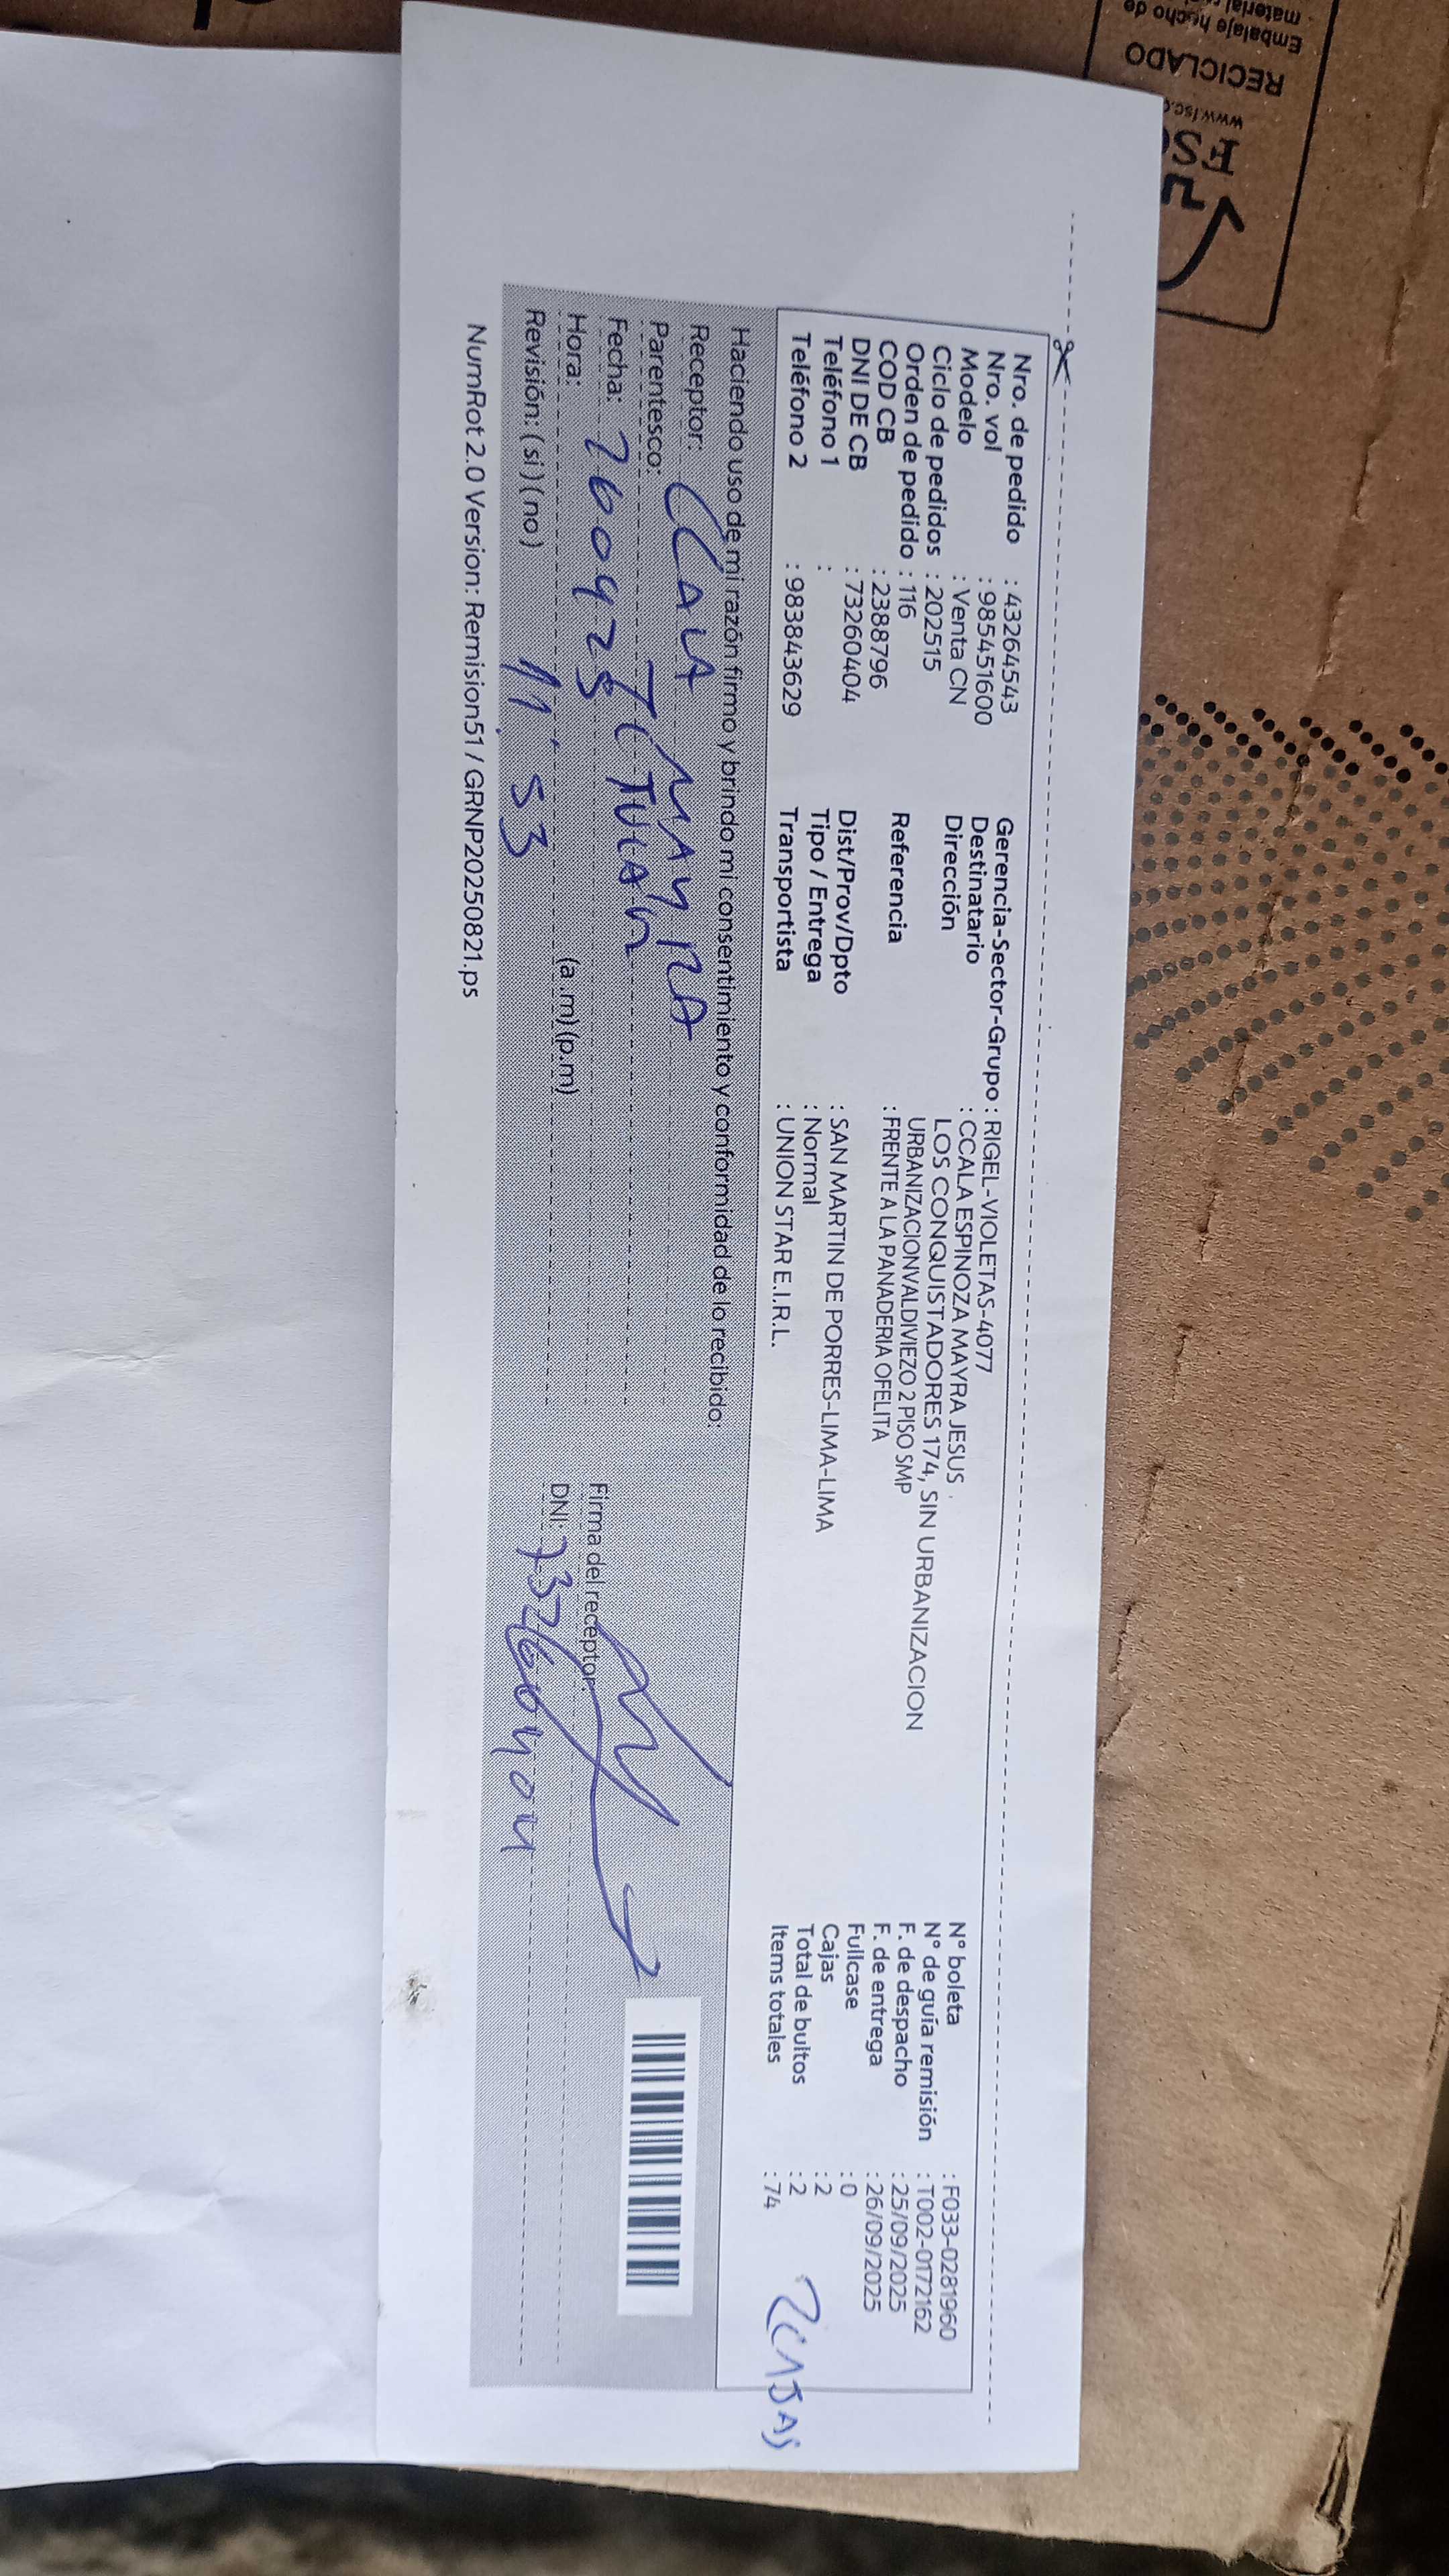 Nro. de pedido : 43264543
Nro. vol : 985451600
Modelo : Venta CN
Ciclo de pedidos : 202515
Orden de pedido : 116
COD CB : 2388796
DNI DE CB : 73260404
Teléfono 1 :
Teléfono 2 : 983843629
Gerencia-Sector-Grupo : RIGEL-VIOLETAS-4077
Destinatario : CCALA ESPINOZA MAYRA JESUS .
Dirección LOS CONQUISTADORES 174, SIN URBANIZACION
URBANIZACIONVALDIVIEZO 2 PISO SMP
Referencia : FRENTE A LA PANADERIA OFELITA
Dist/Prov/Dpto : SAN MARTIN DE PORRES-LIMA-LIMA
Tipo / Entrega : Normal
Transportista : UNION STAR E.I.R.L.
N° boleta : F033-0281960
N° de guía remisión : T002-0172162
F. de despacho : 25/09/2025
F. de entrega : 26/09/2025
Fullcase : 0
Cajas : 2
Total de bultos : 2
Items totales : 74
2CAJAS
Haciendo uso de mi razón firmo y brindo mi consentimiento y conformidad de lo recibido:
Receptor: CCALA MAYRA
Parentesco: TITULAR
Fecha: 260925
Hora: 11:53 (a.m) (p.m)
Revisión: (si) (no)
Firma del receptor:
DNI: 73260404
NumRot 2.0 Version: Remision51 / GRNP20250821.ps
FSC
www.fsc.
RECICLADO
Embalaje hecho de
material